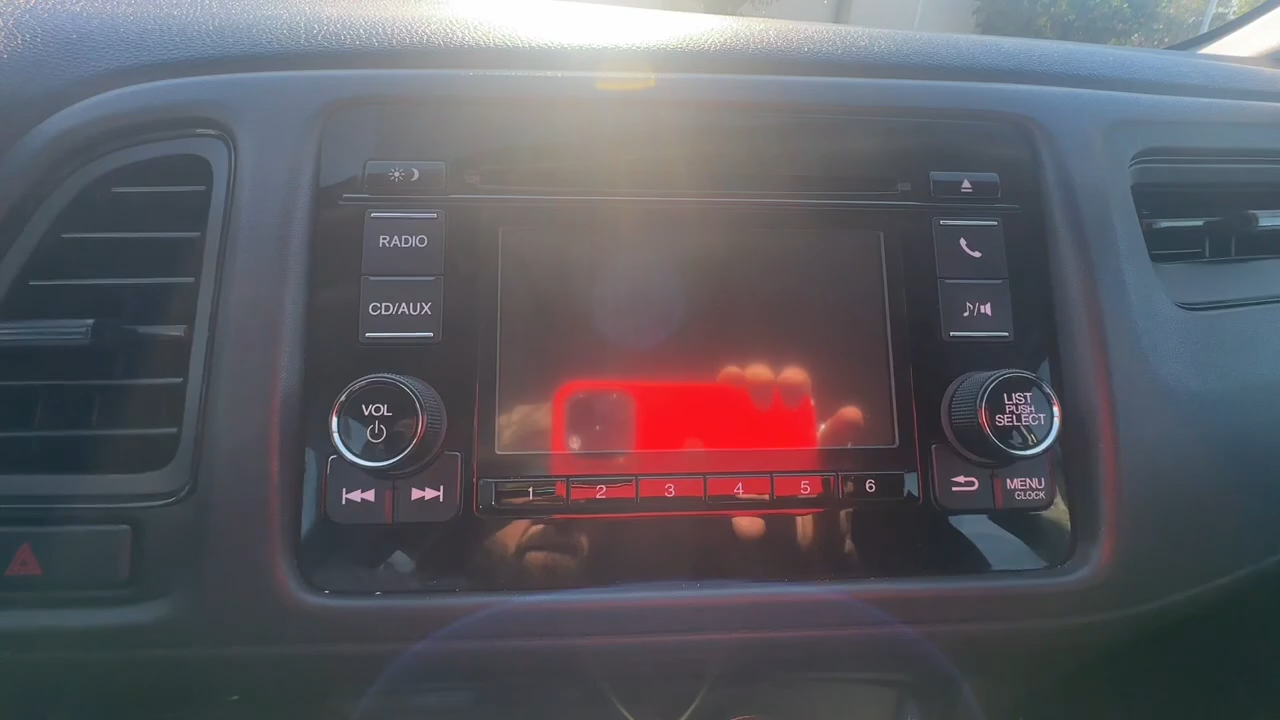 RADIO
CD/AUX
VOL
LIST
PUSH
SELECT
1 2 3 4 5 6
MENU
CLOCK